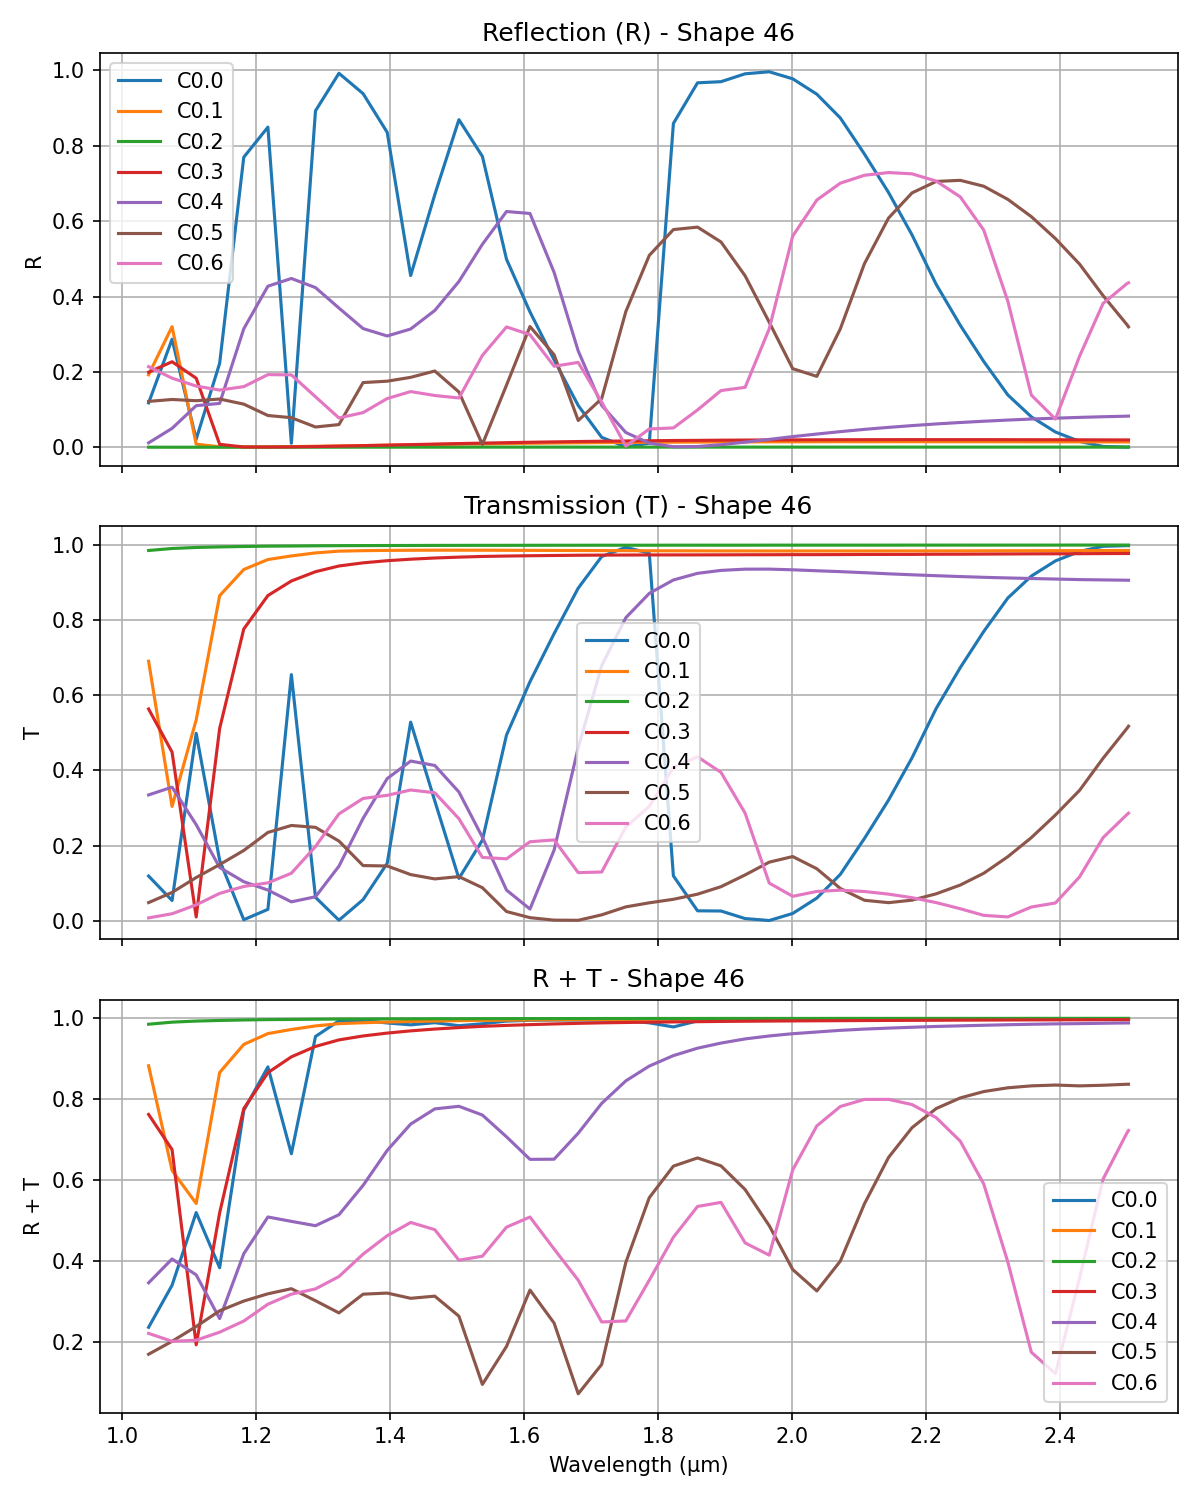 Reflection (R) - Shape 46
1.0
0.8
0.6
0.4
0.2
0.0
R
C0.0
C0.1
C0.2
C0.3
C0.4
C0.5
C0.6
Transmission (T) - Shape 46
1.0
0.8
0.6
0.4
0.2
0.0
T
C0.0
C0.1
C0.2
C0.3
C0.4
C0.5
C0.6
R + T - Shape 46
1.0
0.8
0.6
0.4
0.2
R + T
C0.0
C0.1
C0.2
C0.3
C0.4
C0.5
C0.6
1.0 1.2 1.4 1.6 1.8 2.0 2.2 2.4
Wavelength (μm)